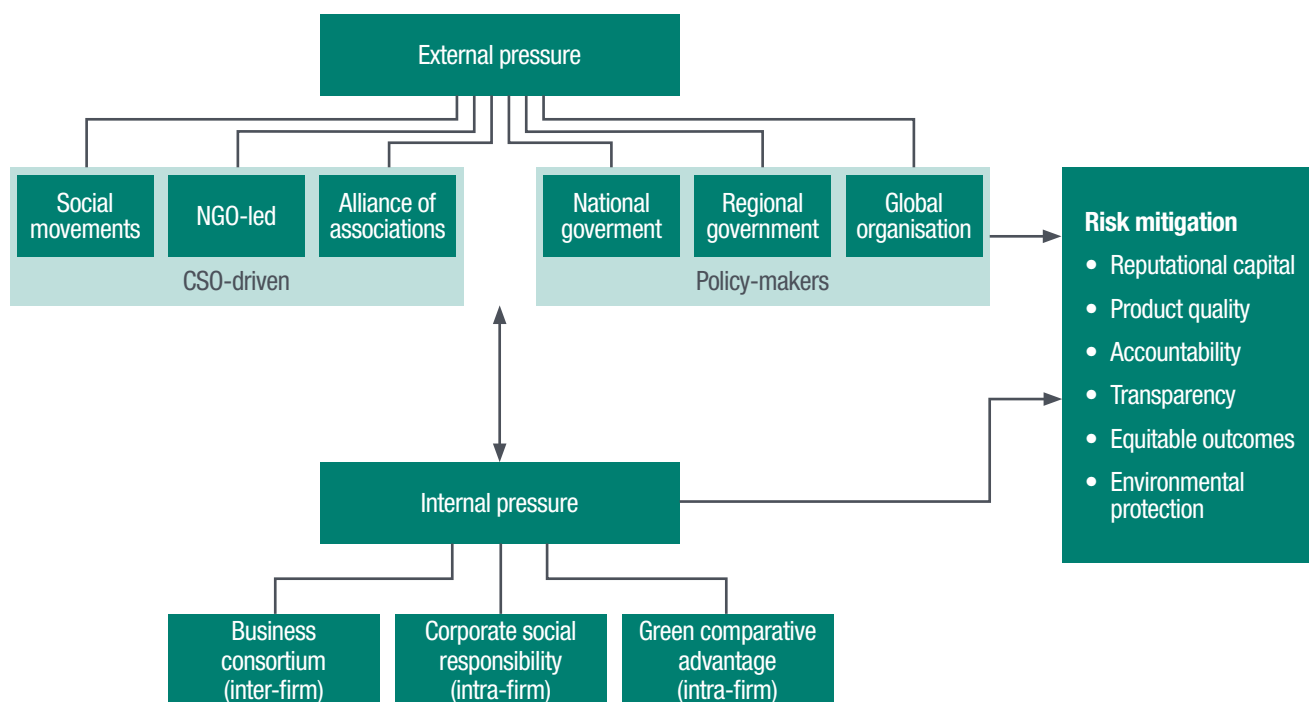 External pressure
Social
movements
NGO-led
Alliance of
associations
CSO-driven
National
goverment
Regional
government
Global
organisation
Policy-makers
Risk mitigation
• Reputational capital
• Product quality
• Accountability
• Transparency
• Equitable outcomes
• Environmental
protection
Internal pressure
Business
consortium
(inter-firm)
Corporate social
responsibility
(intra-firm)
Green comparative
advantage
(intra-firm)